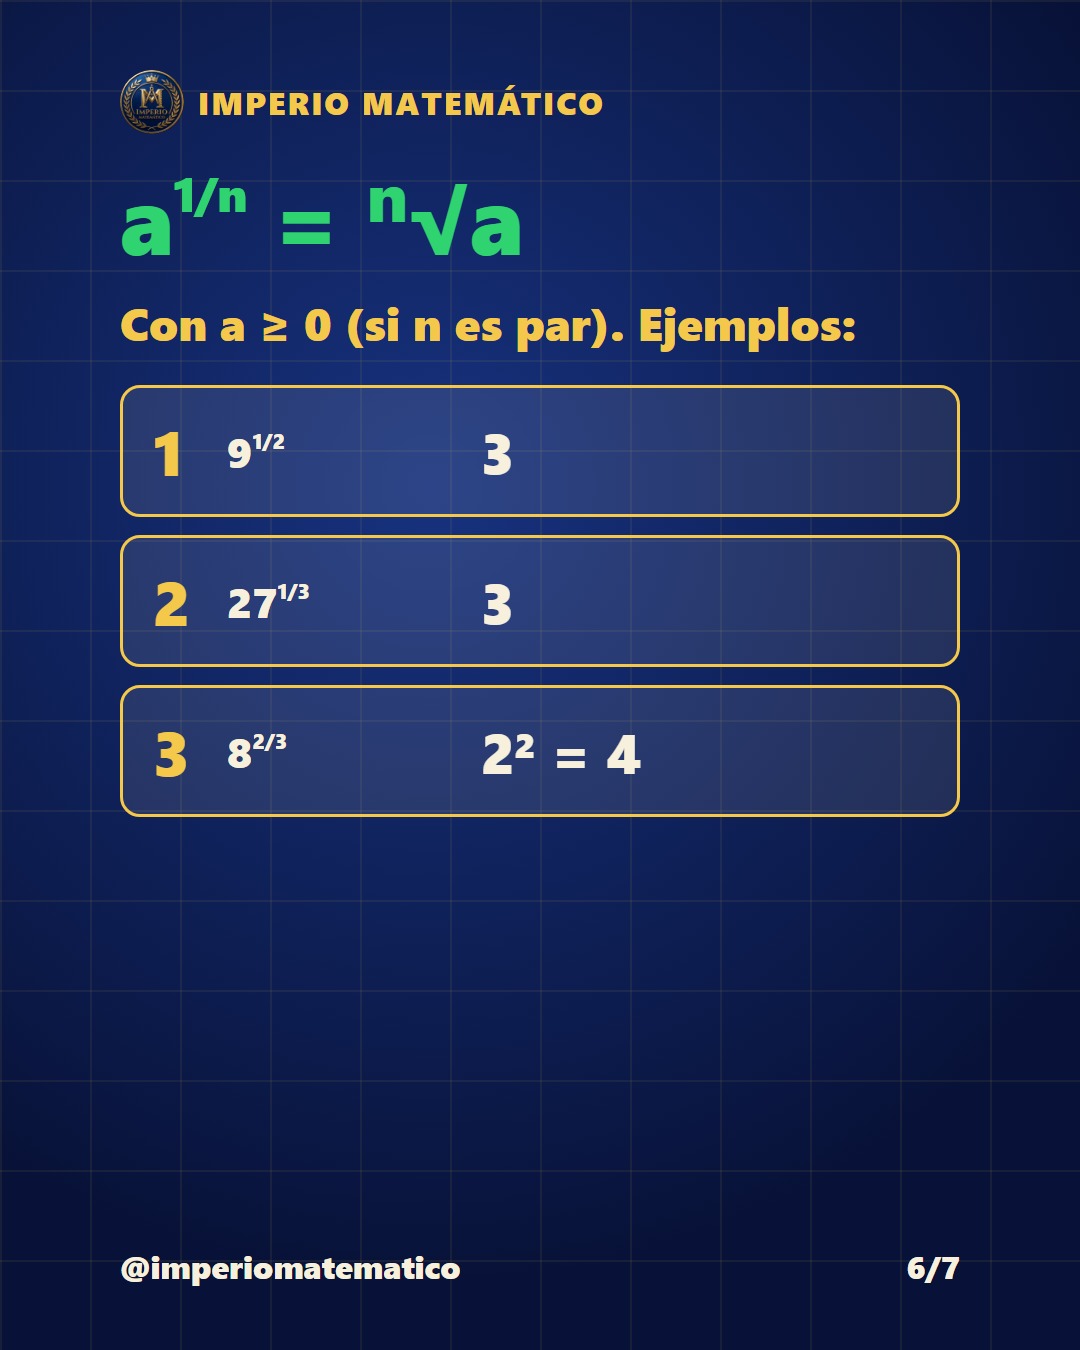 IMPERIO MATEMÁTICO
a^1/n = ⁿ√a
Con a ≥ 0 (si n es par). Ejemplos:
1 9^1/2 3
2 27^1/3 3
3 8^2/3 2² = 4
@imperiomatematico 6/7